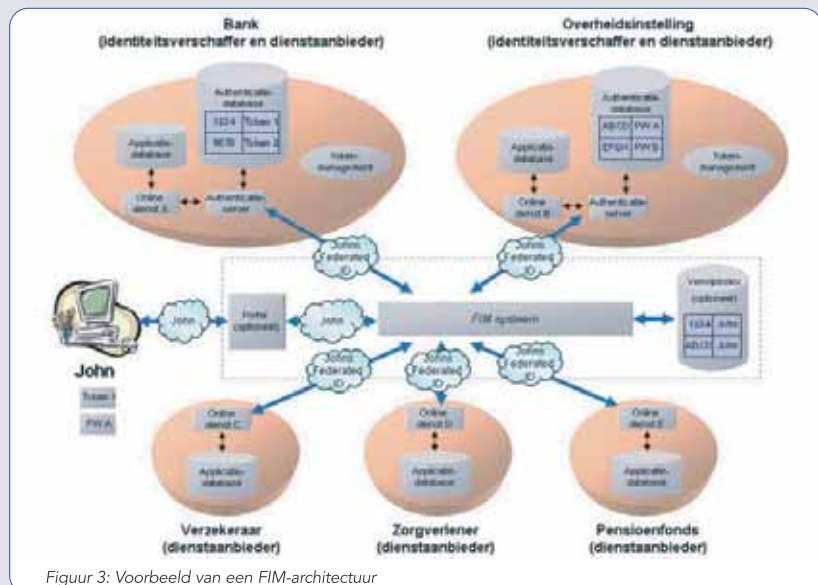 Bank
(identiteitsverschaffer en dienstaanbieder)
Overheidsinstelling
(identiteitsverschaffer en dienstaanbieder)
Authenticatie-
database
1234 Token 1
5678 Token 2
Applicatie-
database
Token-
management
Online
dienst A
Authenticatie-
server
Authenticatie-
database
ABCD PW A
EFGH PW B
Applicatie-
database
Token-
management
Online
dienst B
Authenticatie-
server
Johns
Federated
ID
Johns
Federated
ID
John
Portal
(optioneel)
John
FIM systeem
Verwijsindex
(optioneel)
1234 John
ABCD John
John
Token 1
PW A
Johns
Federated
ID
Johns
Federated
ID
Johns
Federated
ID
Online
dienst C
Applicatie-
database
Online
dienst D
Applicatie-
database
Online
dienst E
Applicatie-
database
Verzekeraar
(dienstaanbieder)
Zorgverlener
(dienstaanbieder)
Pensioenfonds
(dienstaanbieder)
Figuur 3: Voorbeeld van een FIM-architectuur